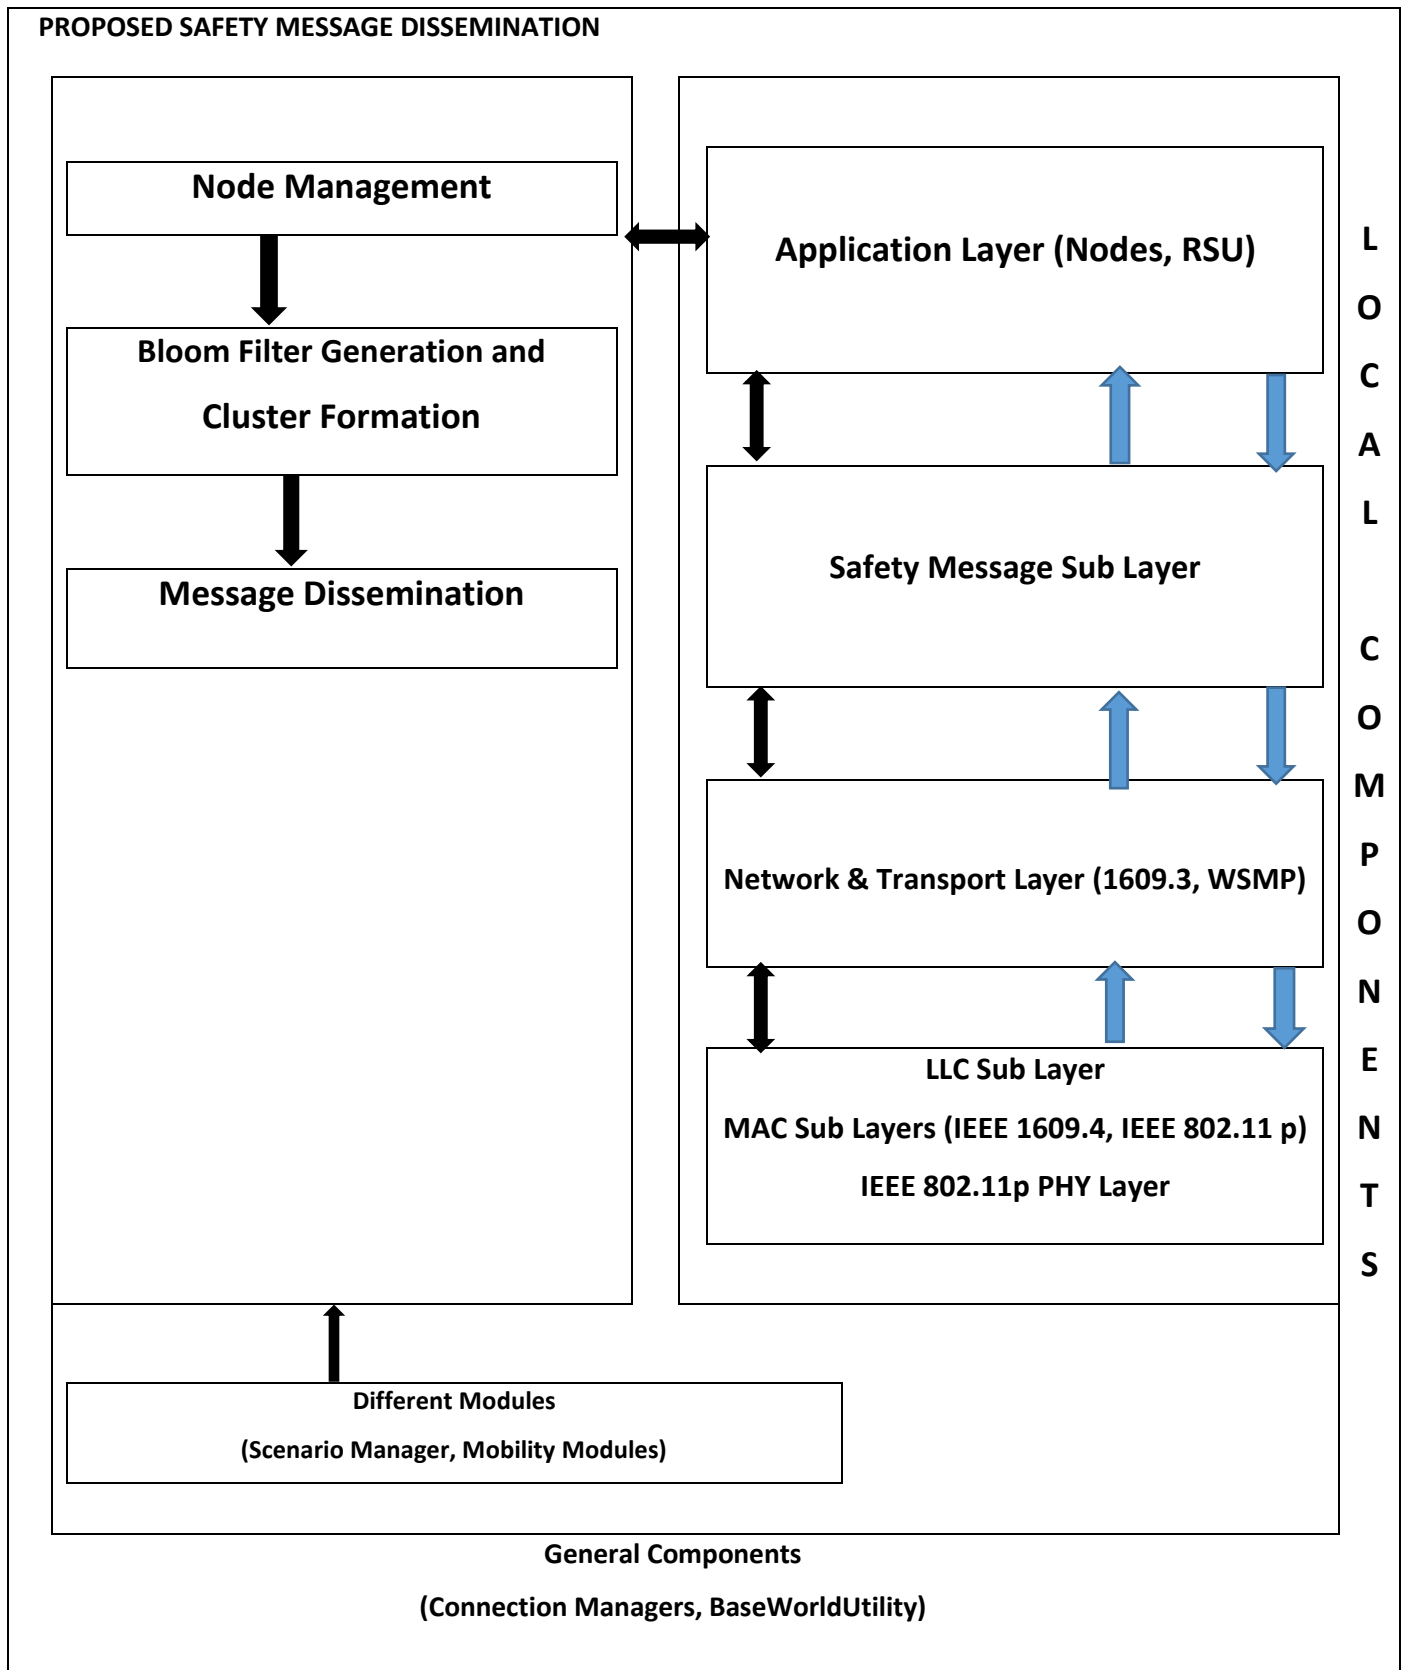 PROPOSED SAFETY MESSAGE DISSEMINATION
Node Management
Bloom Filter Generation and
Cluster Formation
Message Dissemination
Application Layer (Nodes, RSU)
Safety Message Sub Layer
Network & Transport Layer (1609.3, WSMP)
LLC Sub Layer
MAC Sub Layers (IEEE 1609.4, IEEE 802.11 p)
IEEE 802.11p PHY Layer
LOCAL COMPONENTS
Different Modules
(Scenario Manager, Mobility Modules)
General Components
(Connection Managers, BaseWorldUtility)